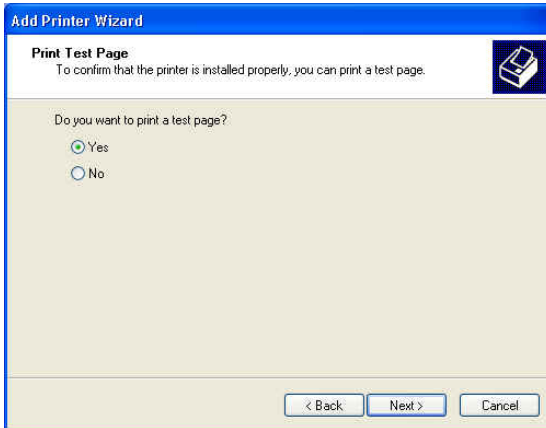 Add Printer Wizard
Print Test Page
To confirm that the printer is installed properly, you can print a test page.
Do you want to print a test page?
Yes
No
< Back
Next >
Cancel